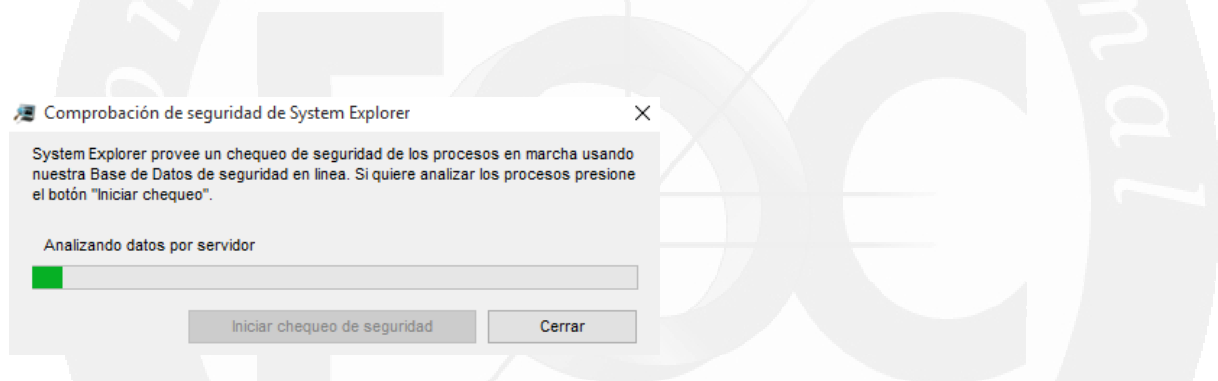 Comprobación de seguridad de System Explorer
System Explorer provee un chequeo de seguridad de los procesos en marcha usando
nuestra Base de Datos de seguridad en linea. Si quiere analizar los procesos presione
el botón "Iniciar chequeo".
Analizando datos por servidor
Iniciar chequeo de seguridad
Cerrar